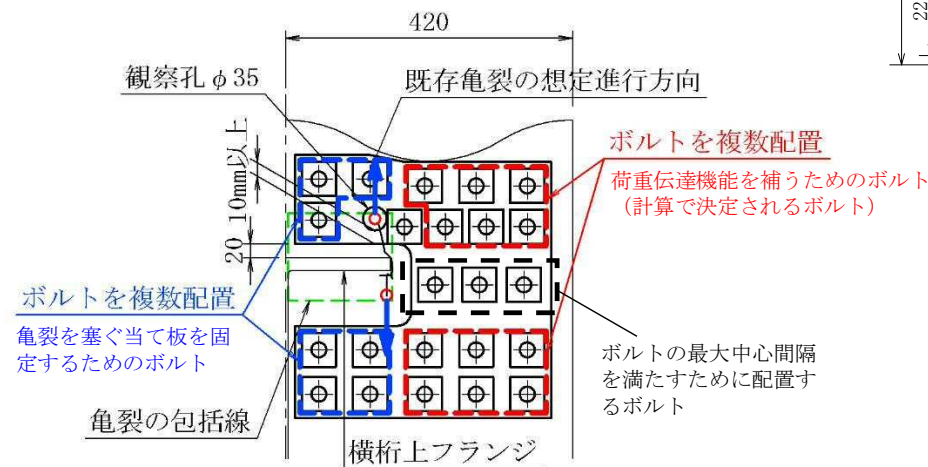 420
22
観察孔φ35
既存亀裂の想定進行方向
10mm以上
20
ボルトを複数配置
荷重伝達機能を補うためのボルト
(計算で決定されるボルト)
ボルトを複数配置
亀裂を塞ぐ当て板を固
定するためのボルト
ボルトの最大中心間隔
を満たすために配置す
るボルト
亀裂の包括線
横桁上フランジ